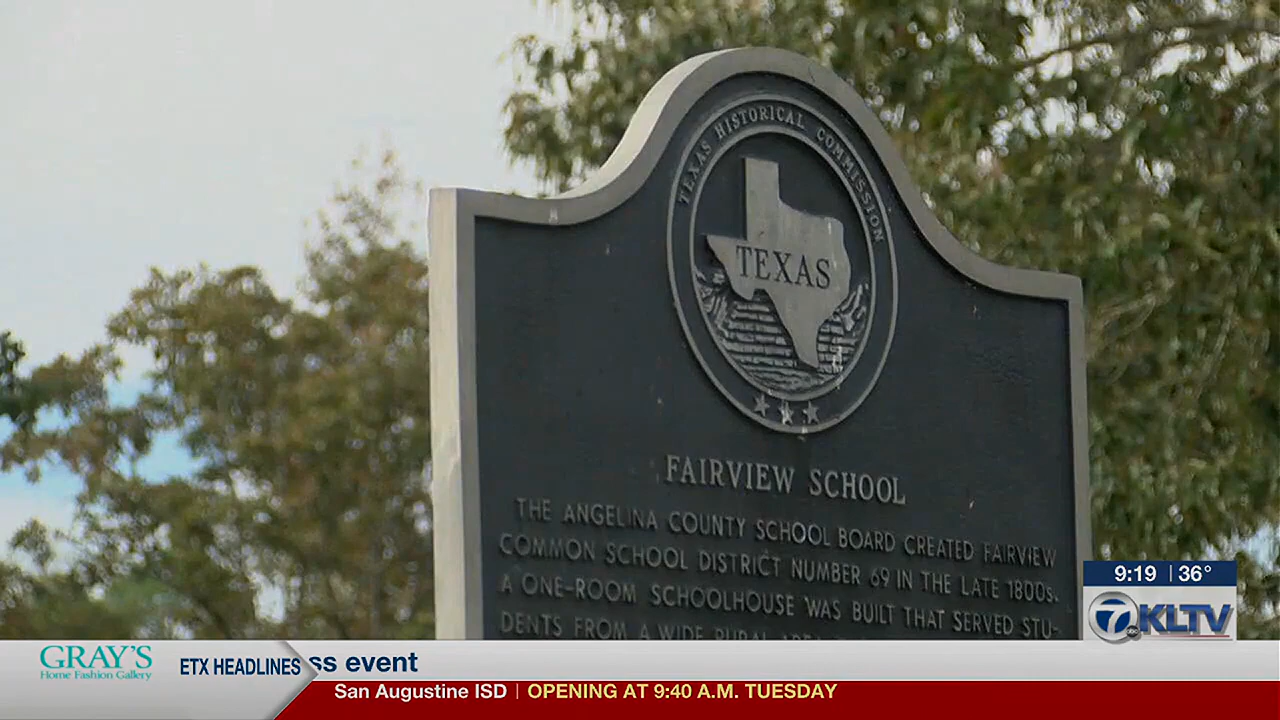 TEXAS HISTORICAL COMMISSION
TEXAS
FAIRVIEW SCHOOL
THE ANGELINA COUNTY SCHOOL BOARD CREATED FAIRVIEW
COMMON SCHOOL DISTRICT NUMBER 69 IN THE LATE 1800s.
A ONE-ROOM SCHOOLHOUSE WAS BUILT THAT SERVED STU-
DENTS FROM A WIDE RURAL
9:19 | 36°
7 abc KLTV
GRAY'S
Home Fashion Gallery
ETX HEADLINES
ss event
San Augustine ISD | OPENING AT 9:40 A.M. TUESDAY